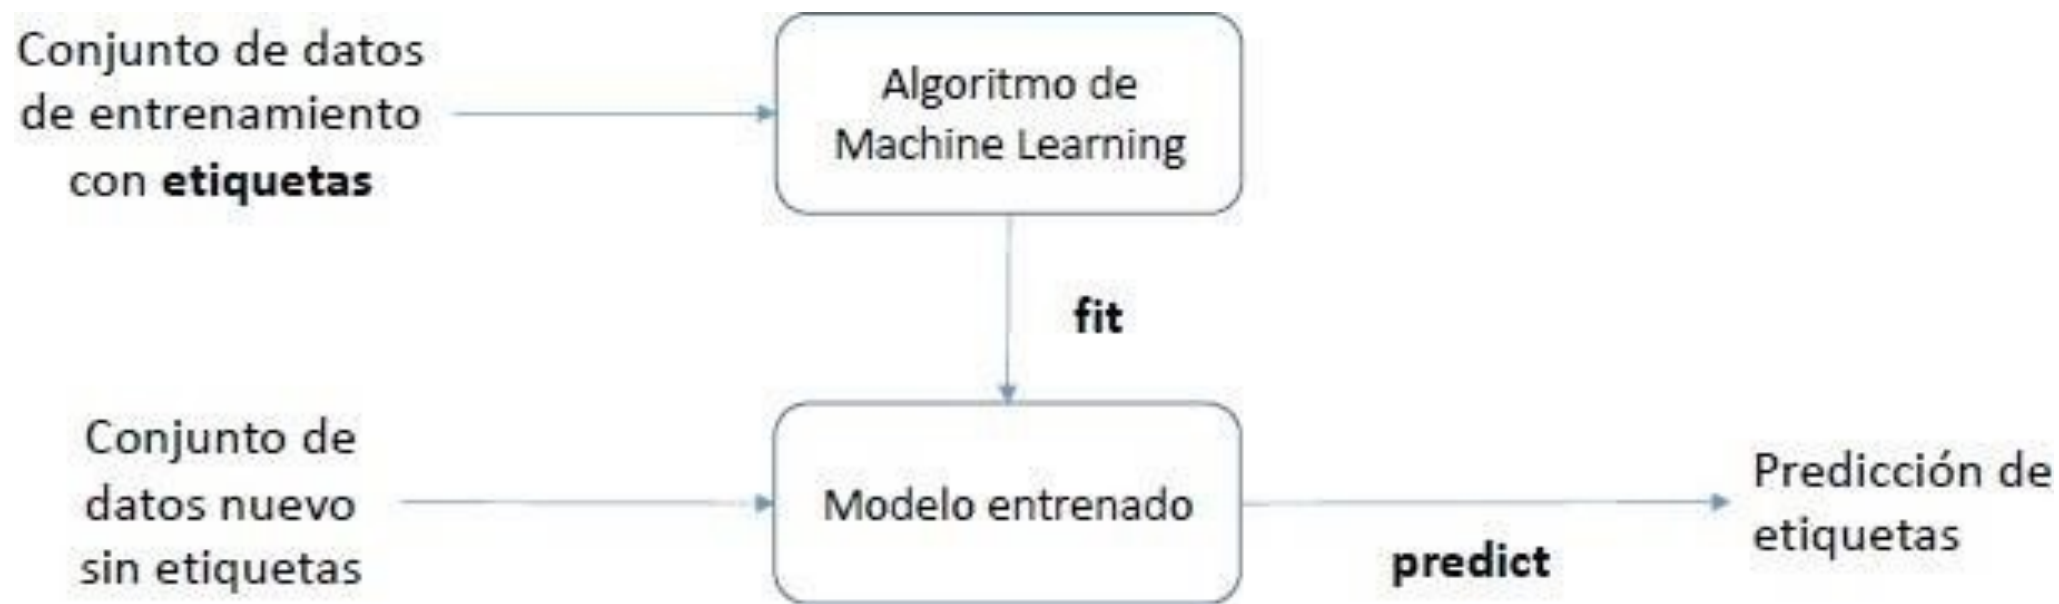 Conjunto de datos
de entrenamiento
con etiquetas
Algoritmo de
Machine Learning
fit
Conjunto de
datos nuevo
sin etiquetas
Modelo entrenado
predict
Predicción de
etiquetas